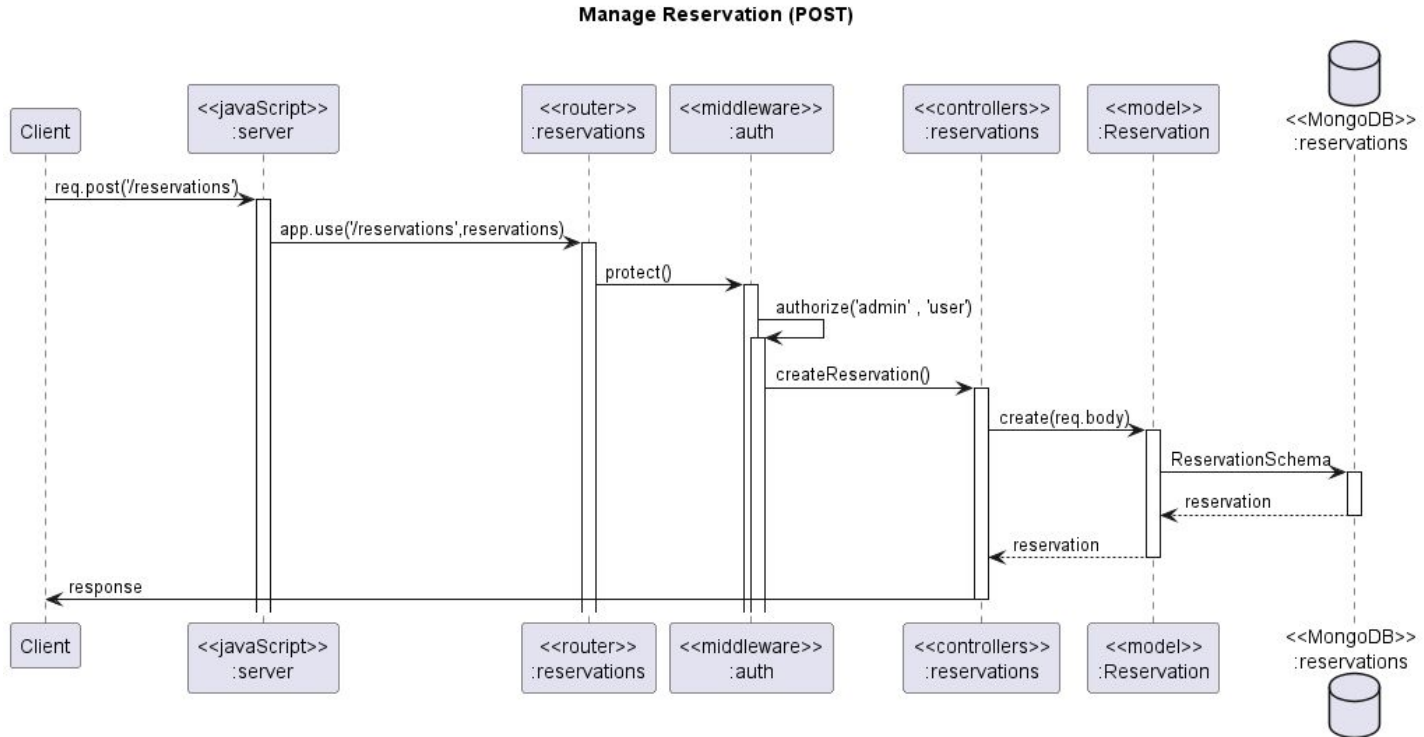 Manage Reservation (POST)
Client
<<javaScript>>
:server
<<router>>
:reservations
<<middleware>>
:auth
<<controllers>>
:reservations
<<model>>
:Reservation
<<MongoDB>>
:reservations
req.post('/reservations')
app.use('/reservations',reservations)
protect()
authorize('admin' , 'user')
createReservation()
create(req.body)
ReservationSchema
reservation
reservation
response
Client
<<javaScript>>
:server
<<router>>
:reservations
<<middleware>>
:auth
<<controllers>>
:reservations
<<model>>
:Reservation
<<MongoDB>>
:reservations